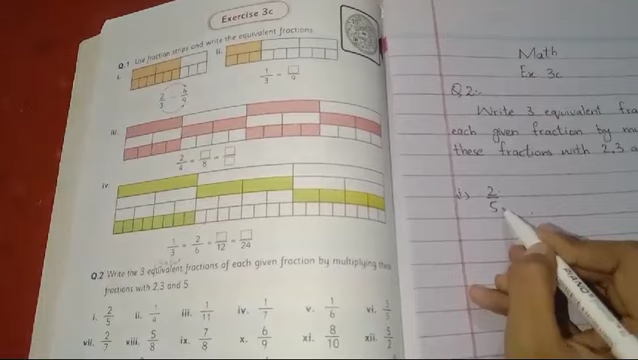 Exercise 3c
Q.1 Use fraction strips and write the equivalent fractions.
i. ii.
2/3 = 6/9
1/3 = □/9
iii.
2/4 = □/8 = □/□
iv.
1/3 = 2/6 = □/12 = □/24
Q.2 Write the 3 equivalent fractions of each given fraction by multiplying these
fractions with 2,3 and 5
i. 2/5 ii. 1/4 iii. 1/11 iv. 1/7 v. 1/6 vi.
vii. 2/7 viii. 5/8 ix. 7/8 x. 6/9 xi. 8/10 xii. 5/2
Math
Ex 3c
Q2:-
Write 3 equivalent
each given fraction by
these fractions with 2,3
i) 2/5
PIANO